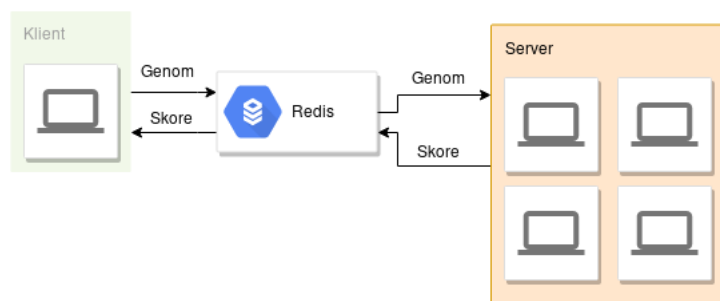 Klient
Genom
Skore
Redis
Genom
Skore
Server